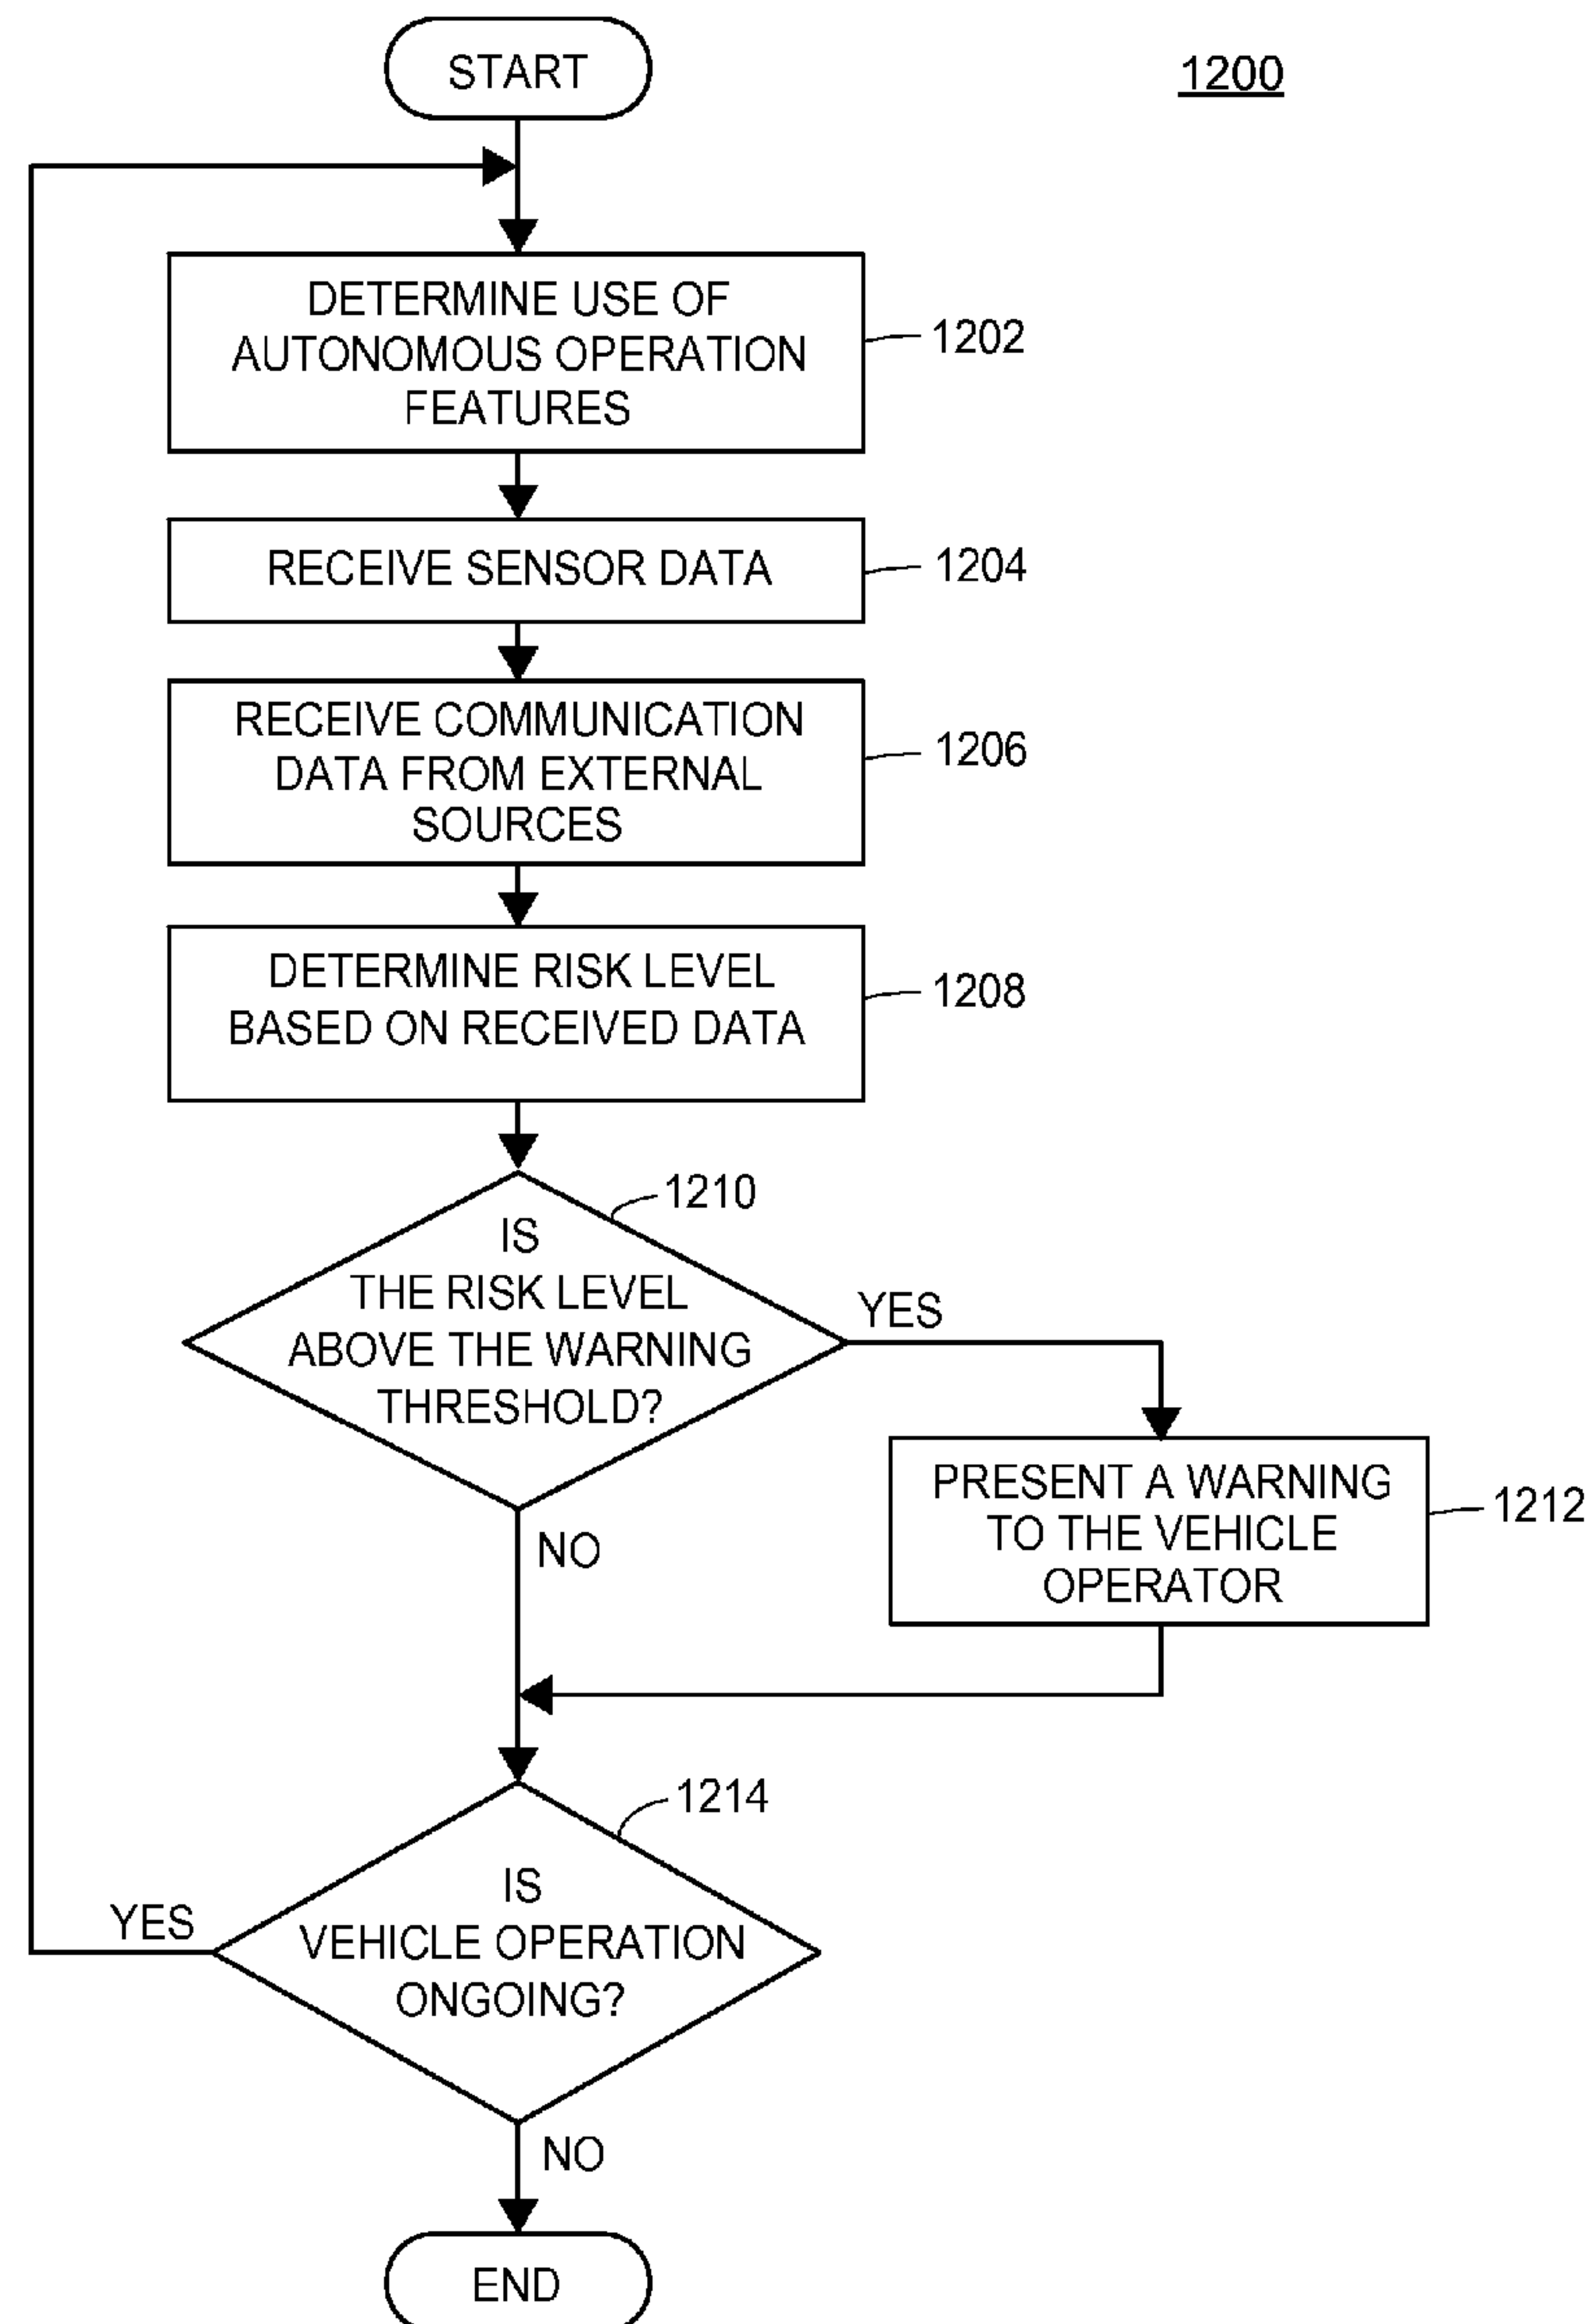 START
1200
DETERMINE USE OF
AUTONOMOUS OPERATION
FEATURES
1202
RECEIVE SENSOR DATA
1204
RECEIVE COMMUNICATION
DATA FROM EXTERNAL
SOURCES
1206
DETERMINE RISK LEVEL
BASED ON RECEIVED DATA
1208
1210
IS
THE RISK LEVEL
ABOVE THE WARNING
THRESHOLD?
YES
NO
PRESENT A WARNING
TO THE VEHICLE
OPERATOR
1212
1214
IS
VEHICLE OPERATION
ONGOING?
YES
NO
END